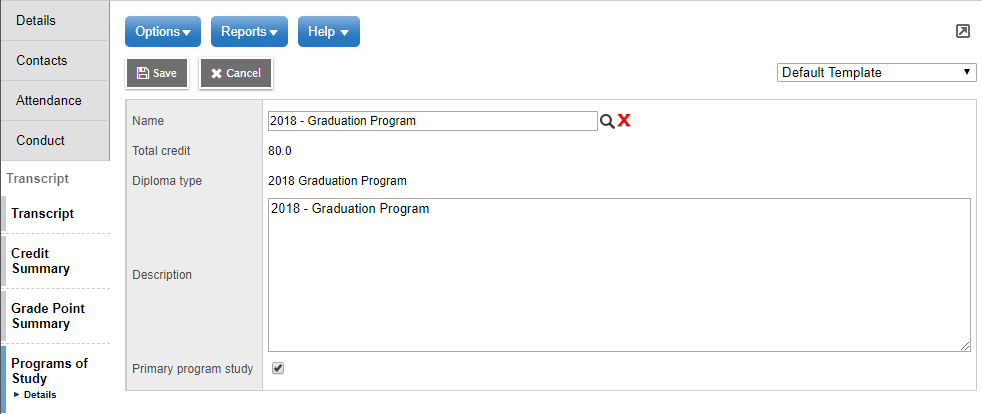 Details
Contacts
Attendance
Conduct
Transcript
Transcript
Credit
Summary
Grade Point
Summary
Programs of
Study
Details
Options
Reports
Help
Save
Cancel
Default Template
Name
2018 - Graduation Program
Total credit
80.0
Diploma type
2018 Graduation Program
Description
2018 - Graduation Program
Primary program study